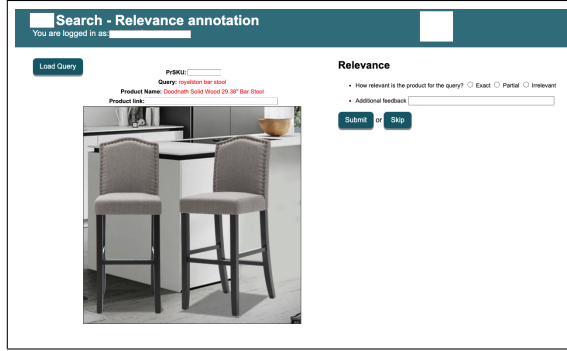 Search - Relevance annotation
You are logged in as:
Load Query
PrSKU:
Query: royalston bar stool
Product Name: Doodnath Solid Wood 29.38" Bar Stool
Product link:
Relevance
• How relevant is the product for the query? Exact Partial Irrelevant
• Additional feedback
Submit or Skip